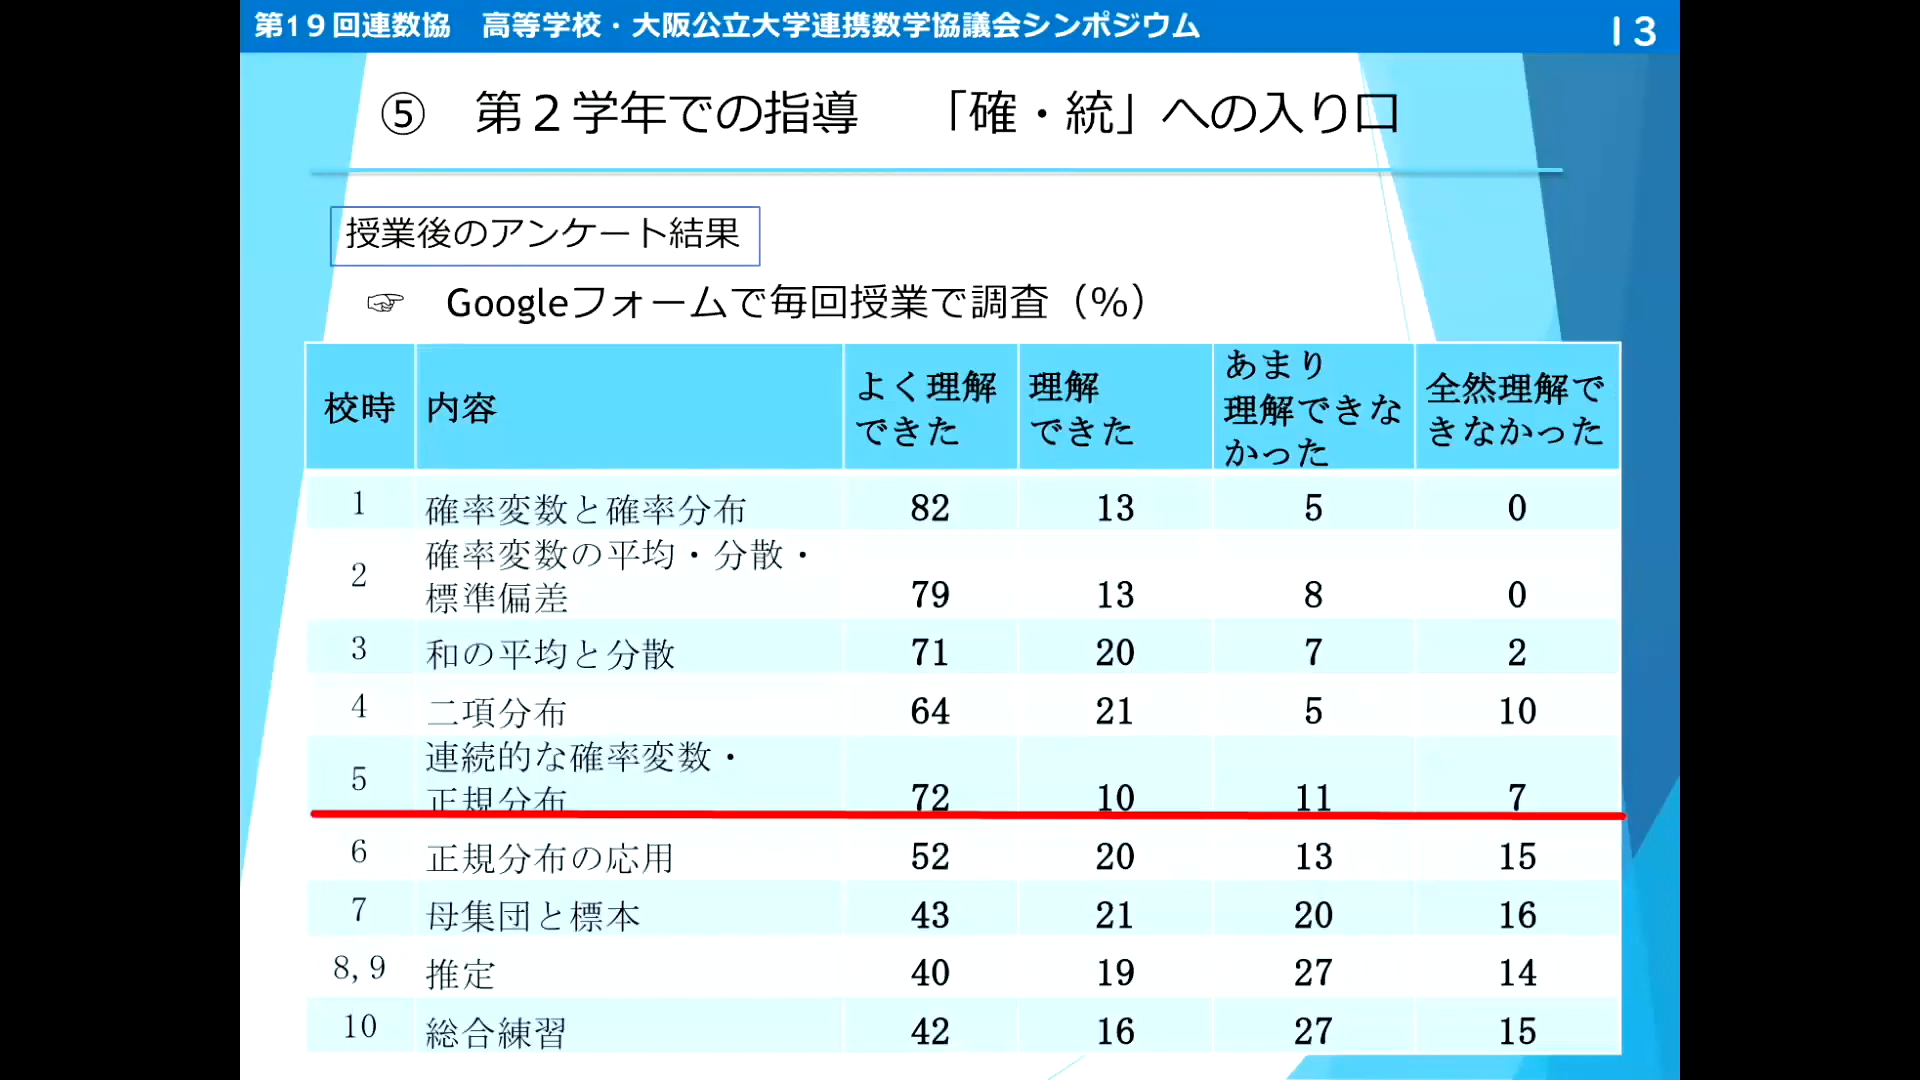 第1９回連数協　高等学校・大阪公立大学連携数学協議会シンポジウム
13
⑤　第２学年での指導　「確・統」への入り口
授業後のアンケート結果
☞　Googleフォームで毎回授業で調査（％）
校時 内容 よく理解できた 理解できた あまり理解できなかった 全然理解できなかった
1 確率変数と確率分布 82 13 5 0
2 確率変数の平均・分散・標準偏差 79 13 8 0
3 和の平均と分散 71 20 7 2
4 二項分布 64 21 5 10
5 連続的な確率変数・正規分布 72 10 11 7
6 正規分布の応用 52 20 13 15
7 母集団と標本 43 21 20 16
8,9 推定 40 19 27 14
10 総合練習 42 16 27 15